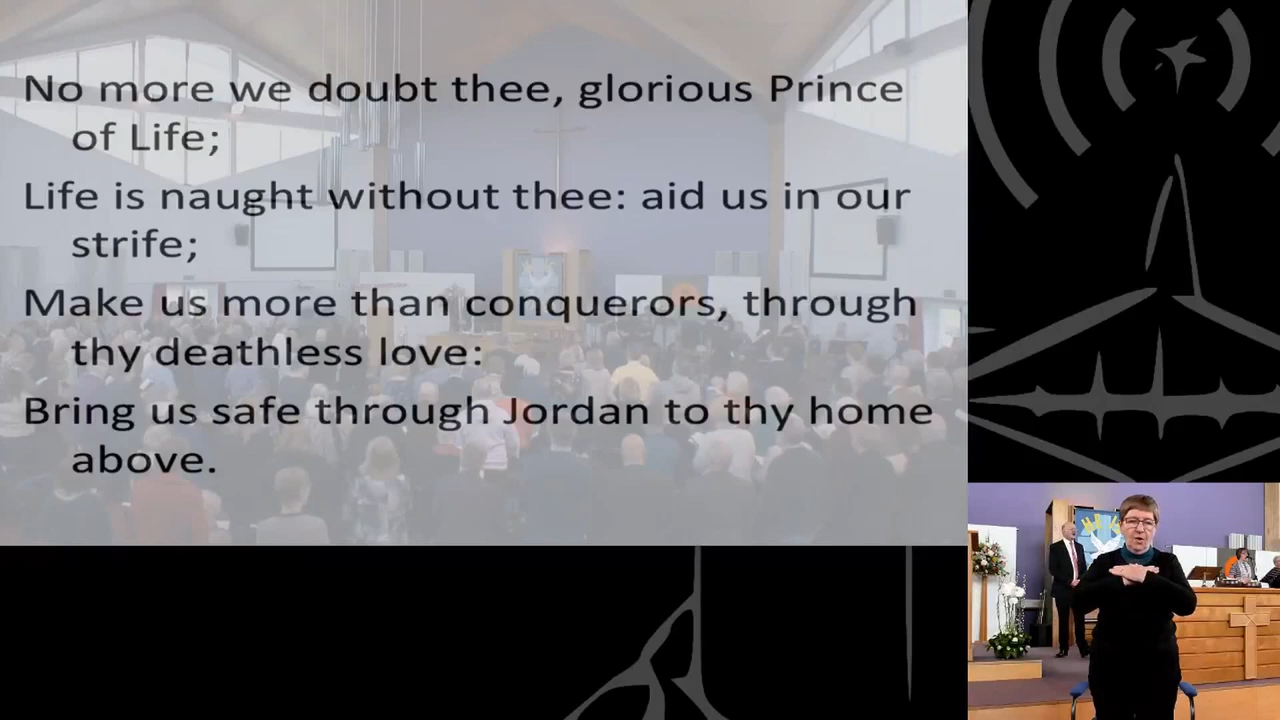 No more we doubt thee, glorious Prince
of Life;
Life is naught without thee: aid us in our
strife;
Make us more than conquerors, through
thy deathless love:
Bring us safe through Jordan to thy home
above.